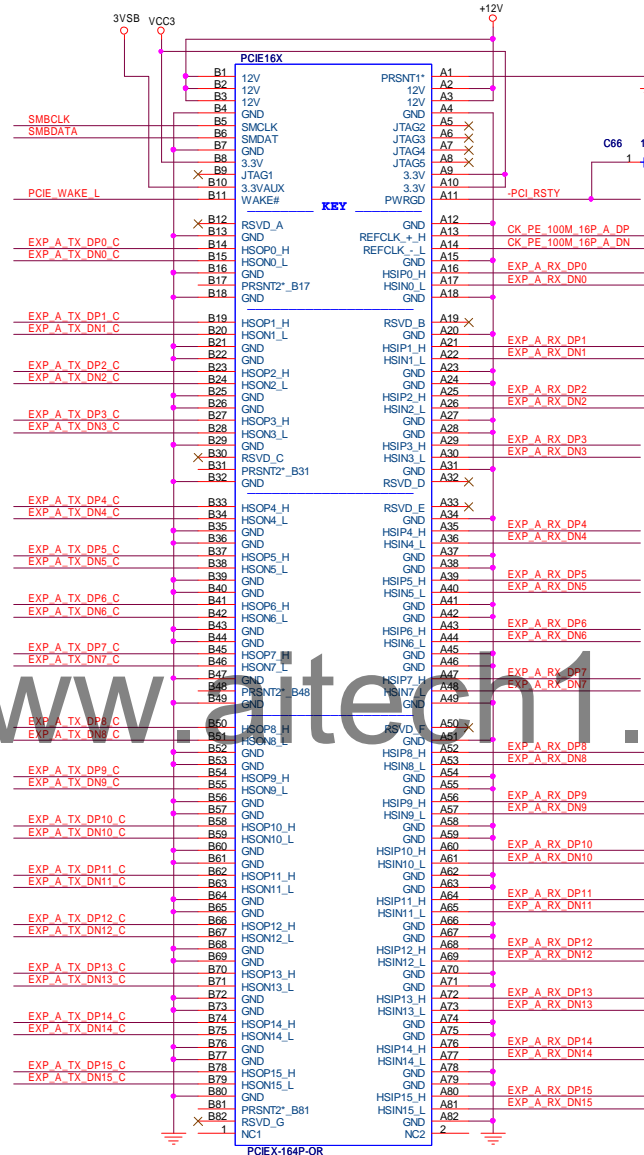 +12V
3VSB VCC3
PCIE16X
B1 12V PRSNT1* A1
B2 12V 12V A2
B3 12V 12V A3
B4 GND GND A4
SMBCLK B5 SMCLK JTAG2 A5
SMBDATA B6 SMDAT JTAG3 A6
B7 GND JTAG4 A7
B8 3.3V JTAG5 A8 C66 1
B9 JTAG1 3.3V A9 1
B10 3.3VAUX 3.3V A10
PCIE_WAKE_L B11 WAKE# PWRGD A11 -PCI_RSTY
KEY
B12 RSVD_A GND A12
B13 GND REFCLK_+_H A13 CK_PE_100M_16P_A_DP
EXP_A_TX_DP0_C B14 HSOP0_H REFCLK_-_L A14 CK_PE_100M_16P_A_DN
EXP_A_TX_DN0_C B15 HSON0_L GND A15
B16 GND HSIP0_H A16 EXP_A_RX_DP0
B17 PRSNT2*_B17 HSIN0_L A17 EXP_A_RX_DN0
B18 GND GND A18
EXP_A_TX_DP1_C B19 HSOP1_H RSVD_B A19
EXP_A_TX_DN1_C B20 HSON1_L GND A20
B21 GND HSIP1_H A21 EXP_A_RX_DP1
B22 GND HSIN1_L A22 EXP_A_RX_DN1
EXP_A_TX_DP2_C B23 HSOP2_H GND A23
EXP_A_TX_DN2_C B24 HSON2_L GND A24
B25 GND HSIP2_H A25 EXP_A_RX_DP2
B26 GND HSIN2_L A26 EXP_A_RX_DN2
EXP_A_TX_DP3_C B27 HSOP3_H GND A27
EXP_A_TX_DN3_C B28 HSON3_L GND A28
B29 GND HSIP3_H A29 EXP_A_RX_DP3
B30 RSVD_C HSIN3_L A30 EXP_A_RX_DN3
B31 PRSNT2*_B31 GND A31
B32 GND RSVD_D A32
EXP_A_TX_DP4_C B33 HSOP4_H RSVD_E A33
EXP_A_TX_DN4_C B34 HSON4_L GND A34
B35 GND HSIP4_H A35 EXP_A_RX_DP4
B36 GND HSIN4_L A36 EXP_A_RX_DN4
EXP_A_TX_DP5_C B37 HSOP5_H GND A37
EXP_A_TX_DN5_C B38 HSON5_L GND A38
B39 GND HSIP5_H A39 EXP_A_RX_DP5
B40 GND HSIN5_L A40 EXP_A_RX_DN5
EXP_A_TX_DP6_C B41 HSOP6_H GND A41
EXP_A_TX_DN6_C B42 HSON6_L GND A42
B43 GND HSIP6_H A43 EXP_A_RX_DP6
B44 GND HSIN6_L A44 EXP_A_RX_DN6
EXP_A_TX_DP7_C B45 HSOP7_H GND A45
EXP_A_TX_DN7_C B46 HSON7_L GND A46
B47 GND HSIP7_H A47 EXP_A_RX_DP7
B48 PRSNT2*_B48 HSIN7_L A48 EXP_A_RX_DN7
B49 GND GND A49
www.aitech1.
EXP_A_TX_DP8_C B50 HSOP8_H RSVD_F A50
EXP_A_TX_DN8_C B51 HSON8_L GND A51
B52 GND HSIP8_H A52 EXP_A_RX_DP8
B53 GND HSIN8_L A53 EXP_A_RX_DN8
EXP_A_TX_DP9_C B54 HSOP9_H GND A54
EXP_A_TX_DN9_C B55 HSON9_L GND A55
B56 GND HSIP9_H A56 EXP_A_RX_DP9
B57 GND HSIN9_L A57 EXP_A_RX_DN9
EXP_A_TX_DP10_C B58 HSOP10_H GND A58
EXP_A_TX_DN10_C B59 HSON10_L GND A59
B60 GND HSIP10_H A60 EXP_A_RX_DP10
B61 GND HSIN10_L A61 EXP_A_RX_DN10
EXP_A_TX_DP11_C B62 HSOP11_H GND A62
EXP_A_TX_DN11_C B63 HSON11_L GND A63
B64 GND HSIP11_H A64 EXP_A_RX_DP11
B65 GND HSIN11_L A65 EXP_A_RX_DN11
EXP_A_TX_DP12_C B66 HSOP12_H GND A66
EXP_A_TX_DN12_C B67 HSON12_L GND A67
B68 GND HSIP12_H A68 EXP_A_RX_DP12
B69 GND HSIN12_L A69 EXP_A_RX_DN12
EXP_A_TX_DP13_C B70 HSOP13_H GND A70
EXP_A_TX_DN13_C B71 HSON13_L GND A71
B72 GND HSIP13_H A72 EXP_A_RX_DP13
B73 GND HSIN13_L A73 EXP_A_RX_DN13
EXP_A_TX_DP14_C B74 HSOP14_H GND A74
EXP_A_TX_DN14_C B75 HSON14_L GND A75
B76 GND HSIP14_H A76 EXP_A_RX_DP14
B77 GND HSIN14_L A77 EXP_A_RX_DN14
EXP_A_TX_DP15_C B78 HSOP15_H GND A78
EXP_A_TX_DN15_C B79 HSON15_L GND A79
B80 GND HSIP15_H A80 EXP_A_RX_DP15
B81 PRSNT2*_B81 HSIN15_L A81 EXP_A_RX_DN15
B82 RSVD_G GND A82
1 NC1 NC2 2
PCIEX-164P-OR